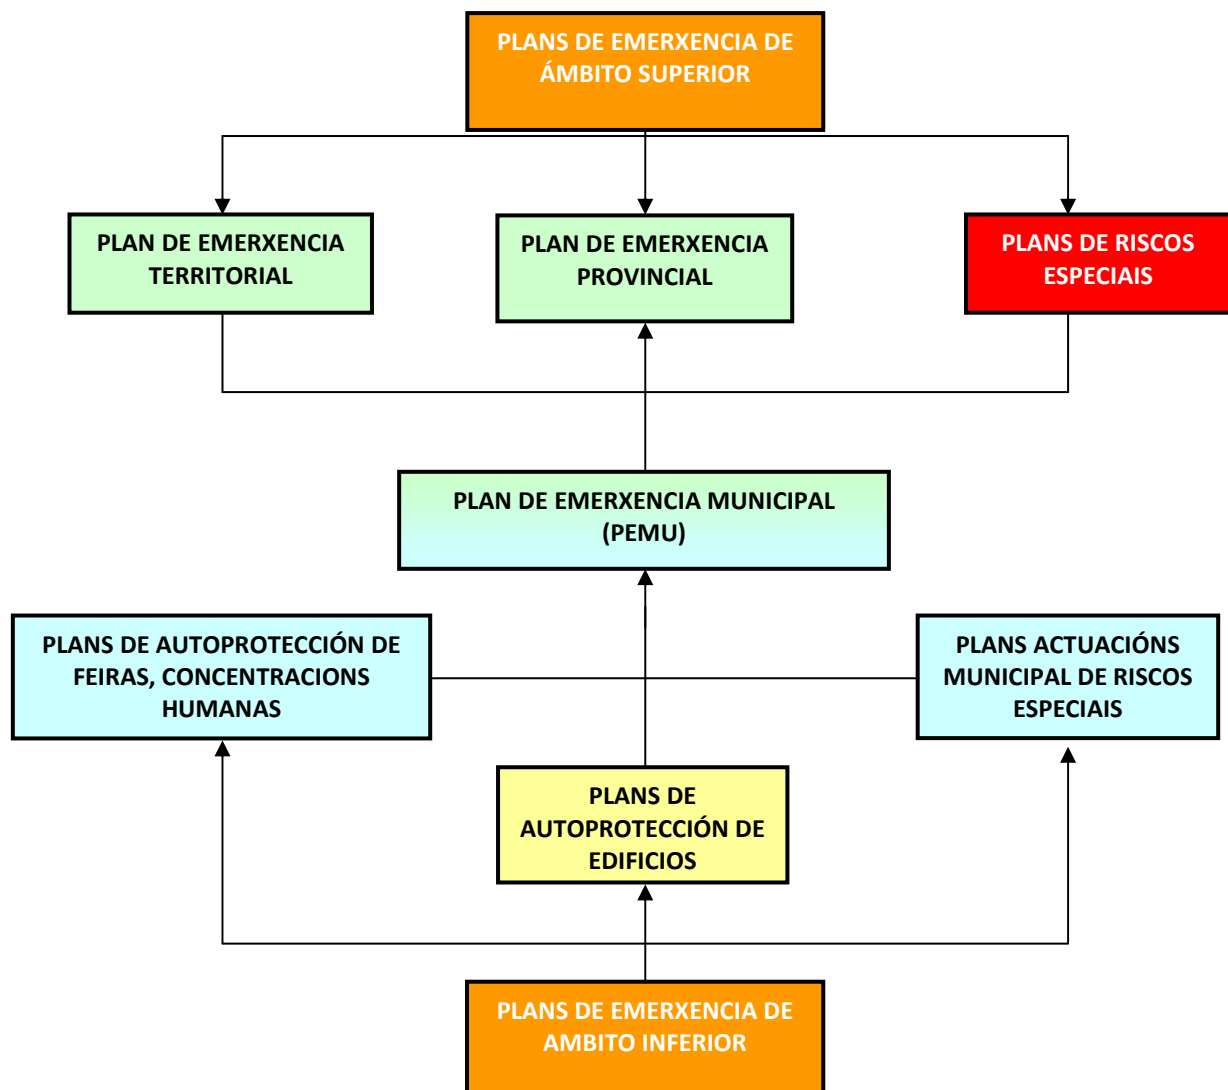 PLANS DE EMERXENCIA DE
ÁMBITO SUPERIOR
PLAN DE EMERXENCIA
TERRITORIAL
PLAN DE EMERXENCIA
PROVINCIAL
PLANS DE RISCOS
ESPECIAIS
PLAN DE EMERXENCIA MUNICIPAL
(PEMU)
PLANS DE AUTOPROTECCIÓN DE
FEIRAS, CONCENTRACIONS
HUMANAS
PLANS ACTUACIÓNS
MUNICIPAL DE RISCOS
ESPECIAIS
PLANS DE
AUTOPROTECCIÓN DE
EDIFICIOS
PLANS DE EMERXENCIA DE
AMBITO INFERIOR